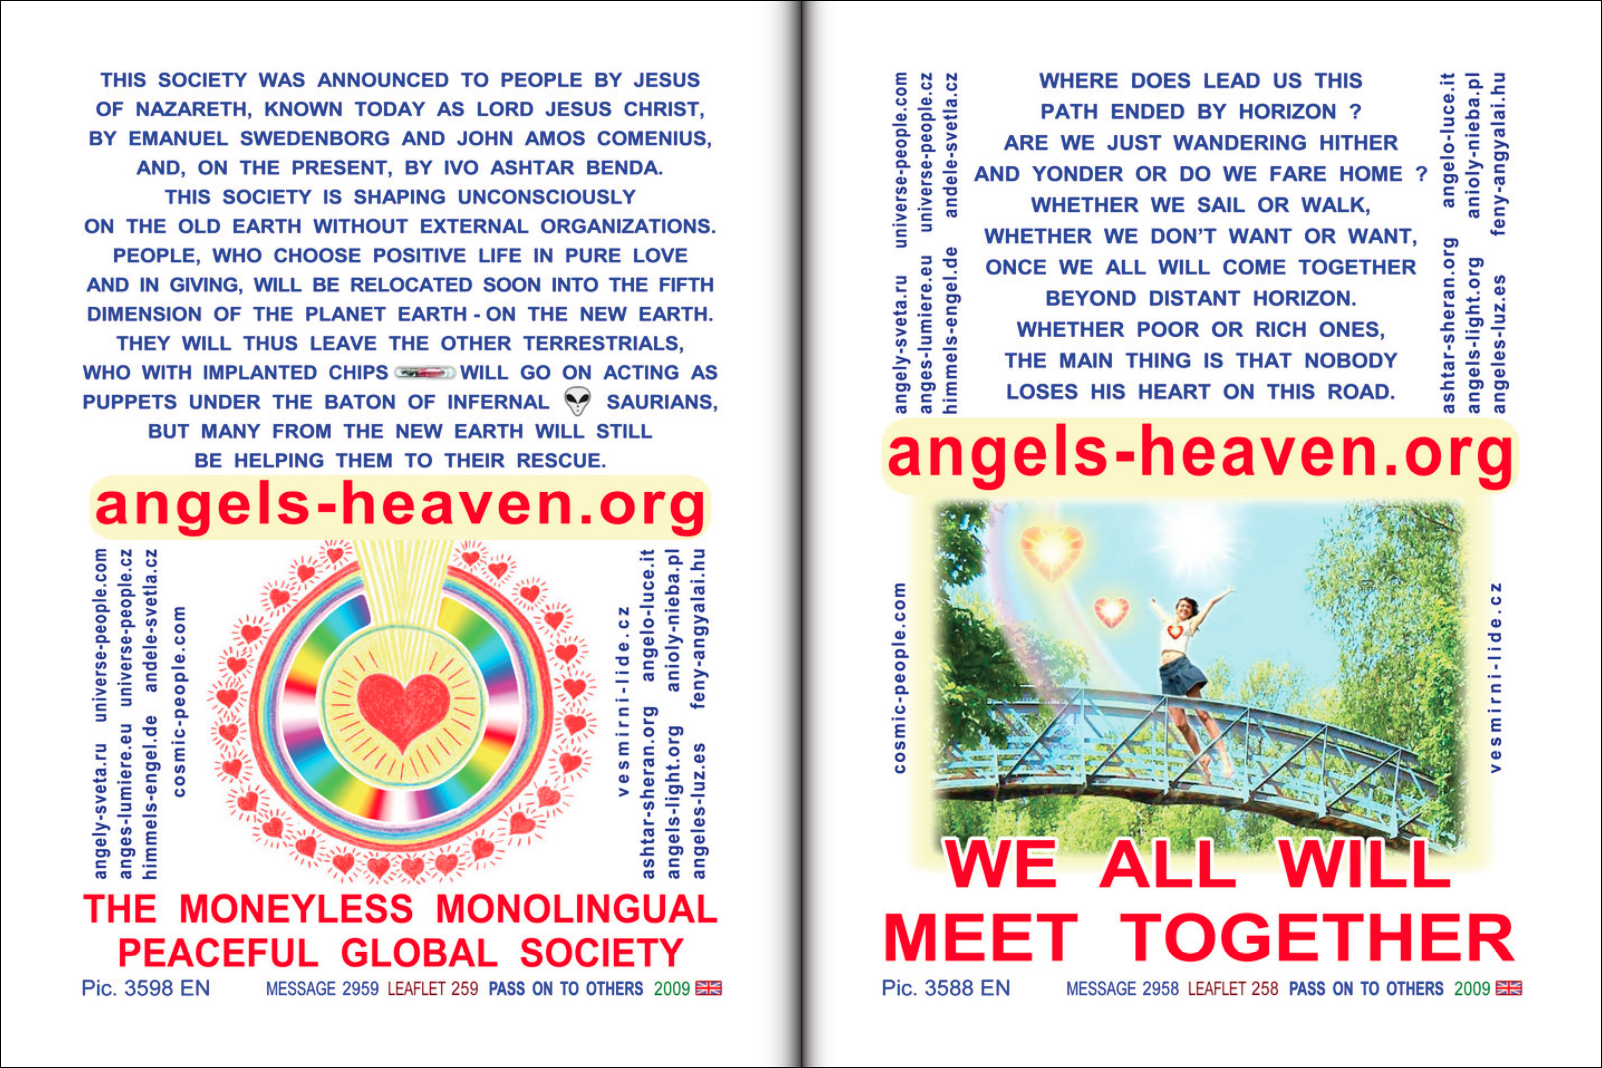 THIS SOCIETY WAS ANNOUNCED TO PEOPLE BY JESUS
OF NAZARETH, KNOWN TODAY AS LORD JESUS CHRIST,
BY EMANUEL SWEDENBORG AND JOHN AMOS COMENIUS,
AND, ON THE PRESENT, BY IVO ASHTAR BENDA.
THIS SOCIETY IS SHAPING UNCONSCIOUSLY
ON THE OLD EARTH WITHOUT EXTERNAL ORGANIZATIONS.
PEOPLE, WHO CHOOSE POSITIVE LIFE IN PURE LOVE
AND IN GIVING, WILL BE RELOCATED SOON INTO THE FIFTH
DIMENSION OF THE PLANET EARTH - ON THE NEW EARTH.
THEY WILL THUS LEAVE THE OTHER TERRESTRIALS,
WHO WITH IMPLANTED CHIPS WILL GO ON ACTING AS
PUPPETS UNDER THE BATON OF INFERNAL SAURIANS,
BUT MANY FROM THE NEW EARTH WILL STILL
BE HELPING THEM TO THEIR RESCUE.
angels-heaven.org
angely-sveta.ru universe-people.com
anges-lumiere.eu universe-people.cz
himmels-engel.de andele-svetla.cz
cosmic-people.com
vesmirni-lide.cz
ashtar-sheran.org angelo-luce.it
angels-light.org anioly-nieba.pl
angeles-luz.es feny-angyalai.hu
THE MONEYLESS MONOLINGUAL
PEACEFUL GLOBAL SOCIETY
Pic. 3598 EN MESSAGE 2959 LEAFLET 259 PASS ON TO OTHERS 2009
angely-sveta.ru universe-people.com
anges-lumiere.eu universe-people.cz
himmels-engel.de andele-svetla.cz
WHERE DOES LEAD US THIS
PATH ENDED BY HORIZON ?
ARE WE JUST WANDERING HITHER
AND YONDER OR DO WE FARE HOME ?
WHETHER WE SAIL OR WALK,
WHETHER WE DON'T WANT OR WANT,
ONCE WE ALL WILL COME TOGETHER
BEYOND DISTANT HORIZON.
WHETHER POOR OR RICH ONES,
THE MAIN THING IS THAT NOBODY
LOSES HIS HEART ON THIS ROAD.
ashtar-sheran.org angelo-luce.it
angels-light.org anioly-nieba.pl
angeles-luz.es feny-angyalai.hu
angels-heaven.org
cosmic-people.com
vesmirni-lide.cz
WE ALL WILL
MEET TOGETHER
Pic. 3588 EN MESSAGE 2958 LEAFLET 258 PASS ON TO OTHERS 2009